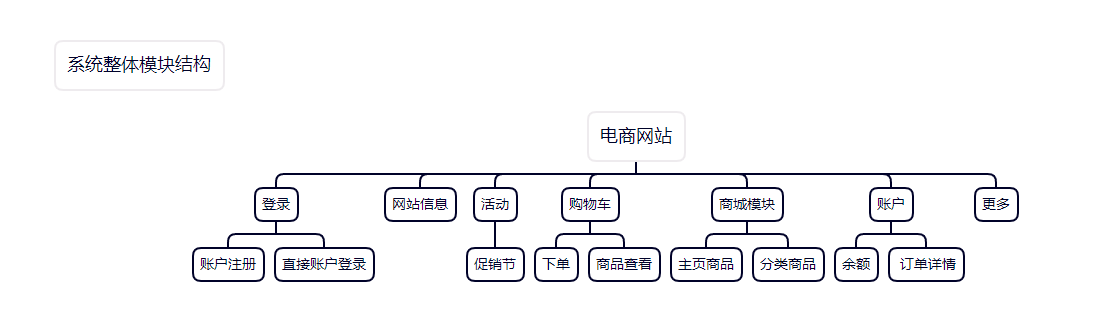 系统整体模块结构
电商网站
登录
网站信息
活动
购物车
商城模块
账户
更多
账户注册
直接账户登录
促销节
下单
商品查看
主页商品
分类商品
余额
订单详情